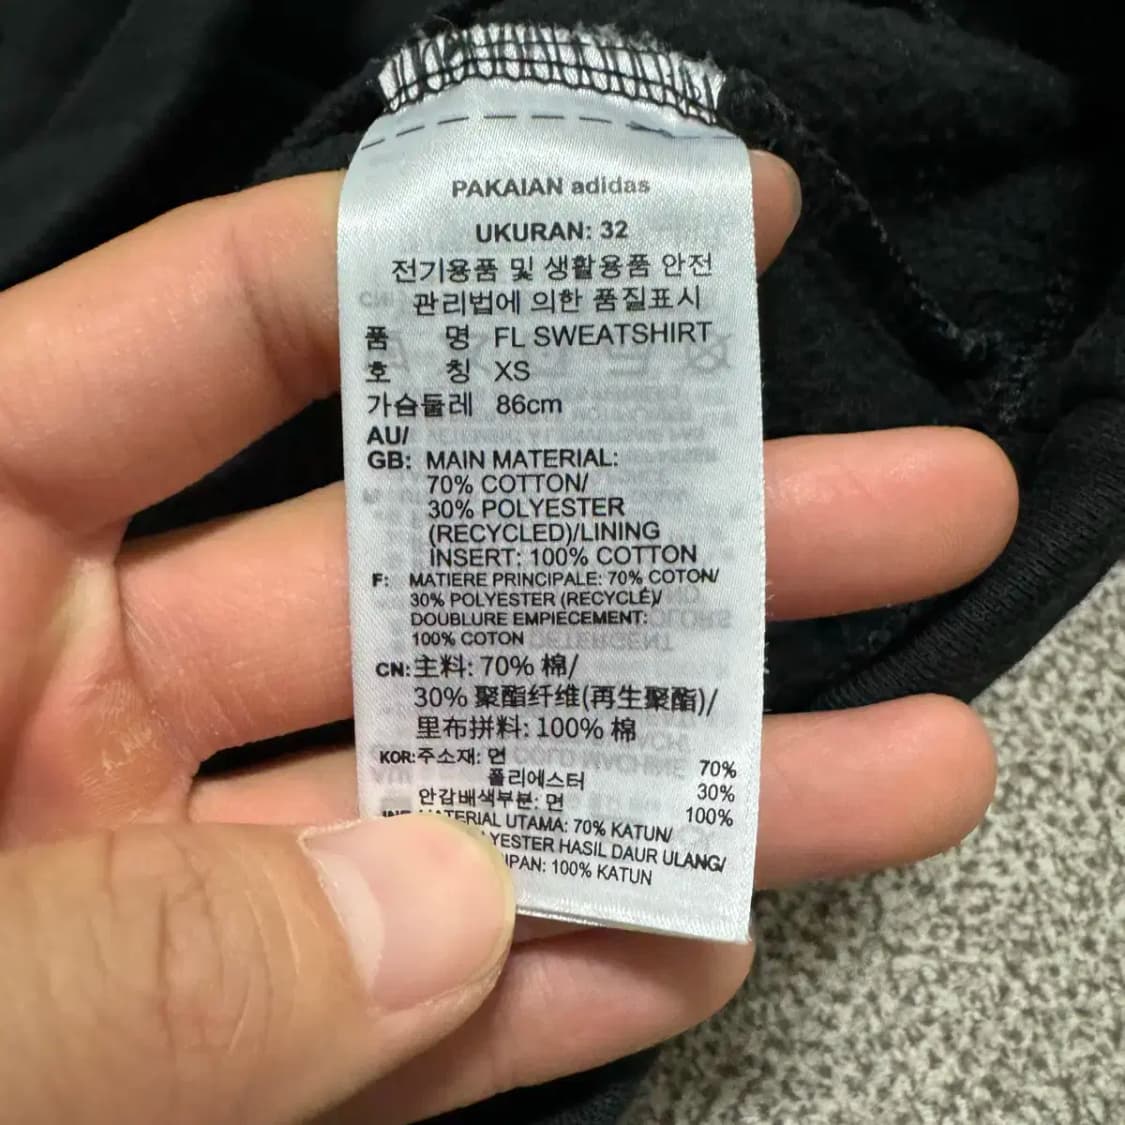 PAKAIAN adidas
UKURAN: 32
전기용품 및 생활용품 안전
관리법에 의한 품질표시
품 명 FL SWEATSHIRT
호 칭 XS
가슴둘레 86cm
AU/
GB: MAIN MATERIAL:
70% COTTON/
30% POLYESTER
(RECYCLED)/LINING
INSERT: 100% COTTON
F: MATIERE PRINCIPALE: 70% COTON/
30% POLYESTER (RECYCLÉ)/
DOUBLURE EMPIECEMENT:
100% COTON
CN: 主料: 70% 棉/
30% 聚酯纤维(再生聚酯)/
里布拼料: 100% 棉
KOR: 주소재: 면 70%
폴리에스터 30%
안감배색부분: 면 100%
UTAMA: 70% KATUN/
HASIL DAUR ULANG/
100% KATUN